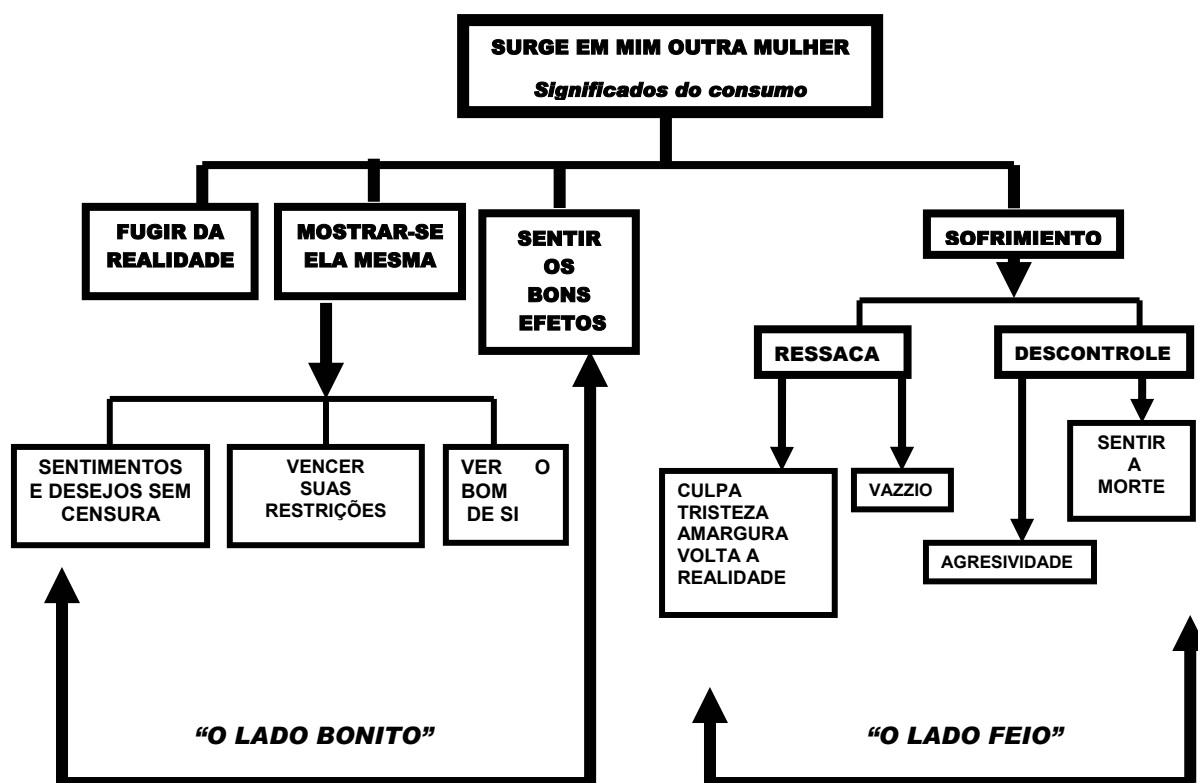 SURGE EM MIM OUTRA MULHER
Significados do consumo
FUGIR DA
REALIDADE
MOSTRAR-SE
ELA MESMA
SENTIR
OS
BONS
EFETOS
SOFRIMIENTO
RESSACA
DESCONTROLE
SENTIMENTOS
E DESEJOS SEM
CENSURA
VENCER
SUAS
RESTRIÇÕES
VER O
BOM
DE SI
CULPA
TRISTEZA
AMARGURA
VOLTA A
REALIDADE
VAZZIO
AGRESIVIDADE
SENTIR
A
MORTE
“O LADO BONITO”
“O LADO FEIO”